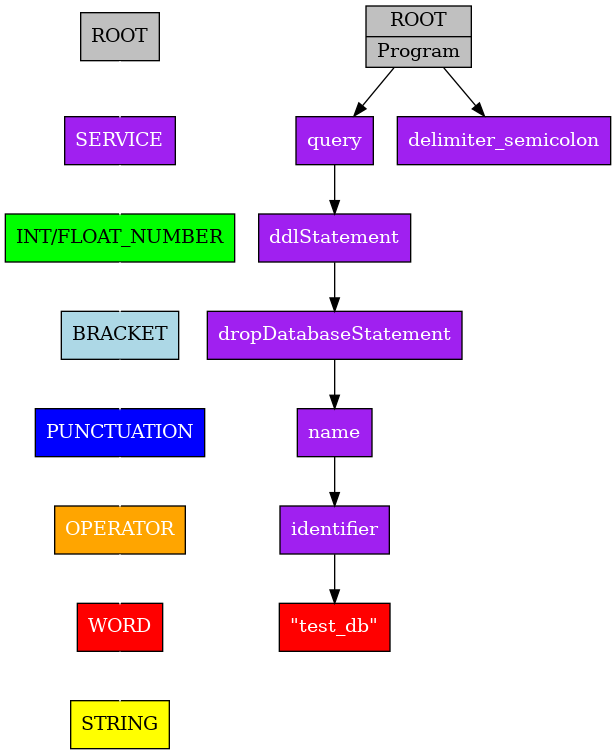 ROOT
ROOT
Program
SERVICE
query
delimiter_semicolon
INT/FLOAT_NUMBER
ddlStatement
BRACKET
dropDatabaseStatement
PUNCTUATION
name
OPERATOR
identifier
WORD
"test_db"
STRING